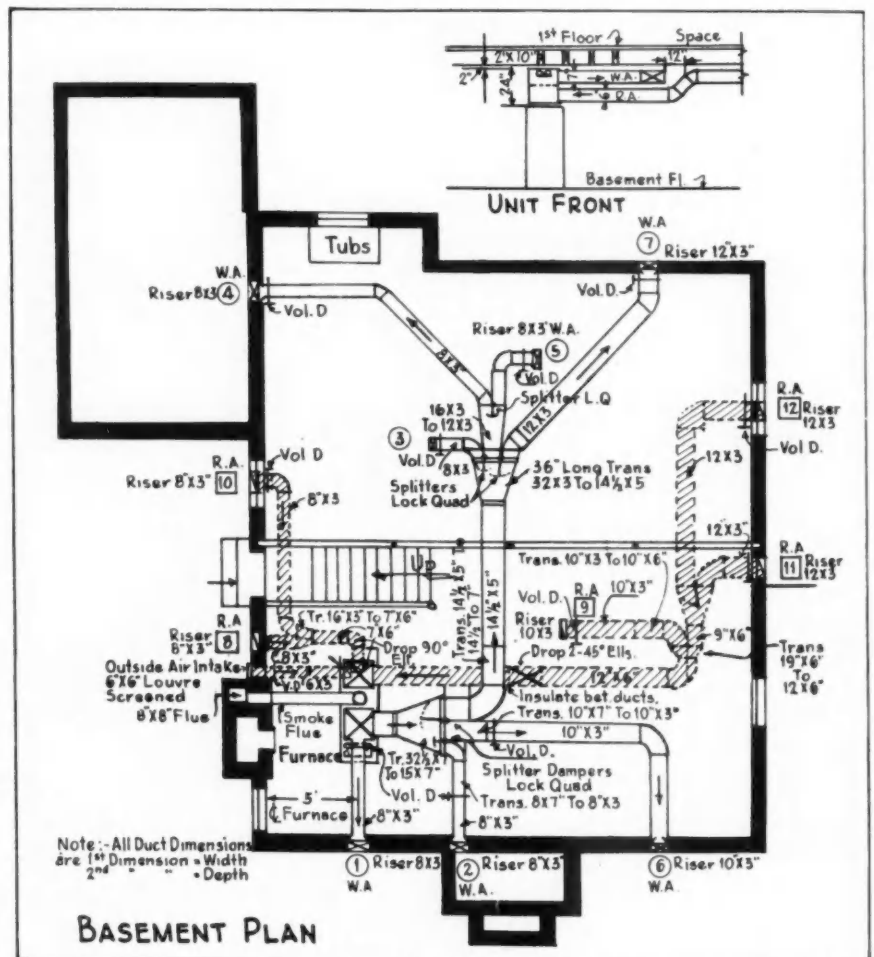 1st Floor
Space
2"X10"
12"
2"
24"
7"
W.A.
6"
R.A.
Basement Fl.
UNIT FRONT
Tubs
W.A
7
Riser 12"X3"
Vol. D.
W.A.
Riser 8X3
4
Vol. D
8X3"
Riser 8X3" W.A.
5
Vol. D
Splitter L.Q
16X3
To 12X3
12X3
3
Vol. D
8X3
Splitters
Lock Quad
36" Long Trans
32X3 To 14½X5
R.A.
12
Riser
12X3
Vol D.
12X3
R.A.
Vol D
Riser 8"X3"
10
8"X3
12X3"
Up
Trans. 14½X5"
14½ To 7"
14½"X5"
Trans. 10"X3 To 10"X6"
R.A
11
Riser
12X3
R.A
9
10"X3"
Vol D.
Riser
10X3
R.A
Riser
8"X3"
8
Tr. 16"X3" To 7"X6"
7"X6"
Drop 90°
Ell.
8X3"
V.D 6X3
Outside Air Intake
6"X6" Louvre
Screened
8"X8" Flue
Drop 2-45° Ells.
12"X6"
9"X6"
Trans
19"X6"
To
12"X6"
Insulate bet. ducts.
Trans. 10"X7" To 10"X3"
10"X3"
Smoke
Flue
Furnace
Tr. 32½X7
To 15X7"
Vol. D.
Splitter Dampers
Lock Quad
Vol. D
Trans. 8X7" To 8"X3
5'
℄ Furnace
8"X3"
8"X3"
Note:-All Duct Dimensions
are 1st Dimension = Width
2nd " " = Depth
1
Riser 8X3
W.A.
2
Riser 8"X3"
W.A.
6
Riser 10"X3"
W.A.
BASEMENT PLAN